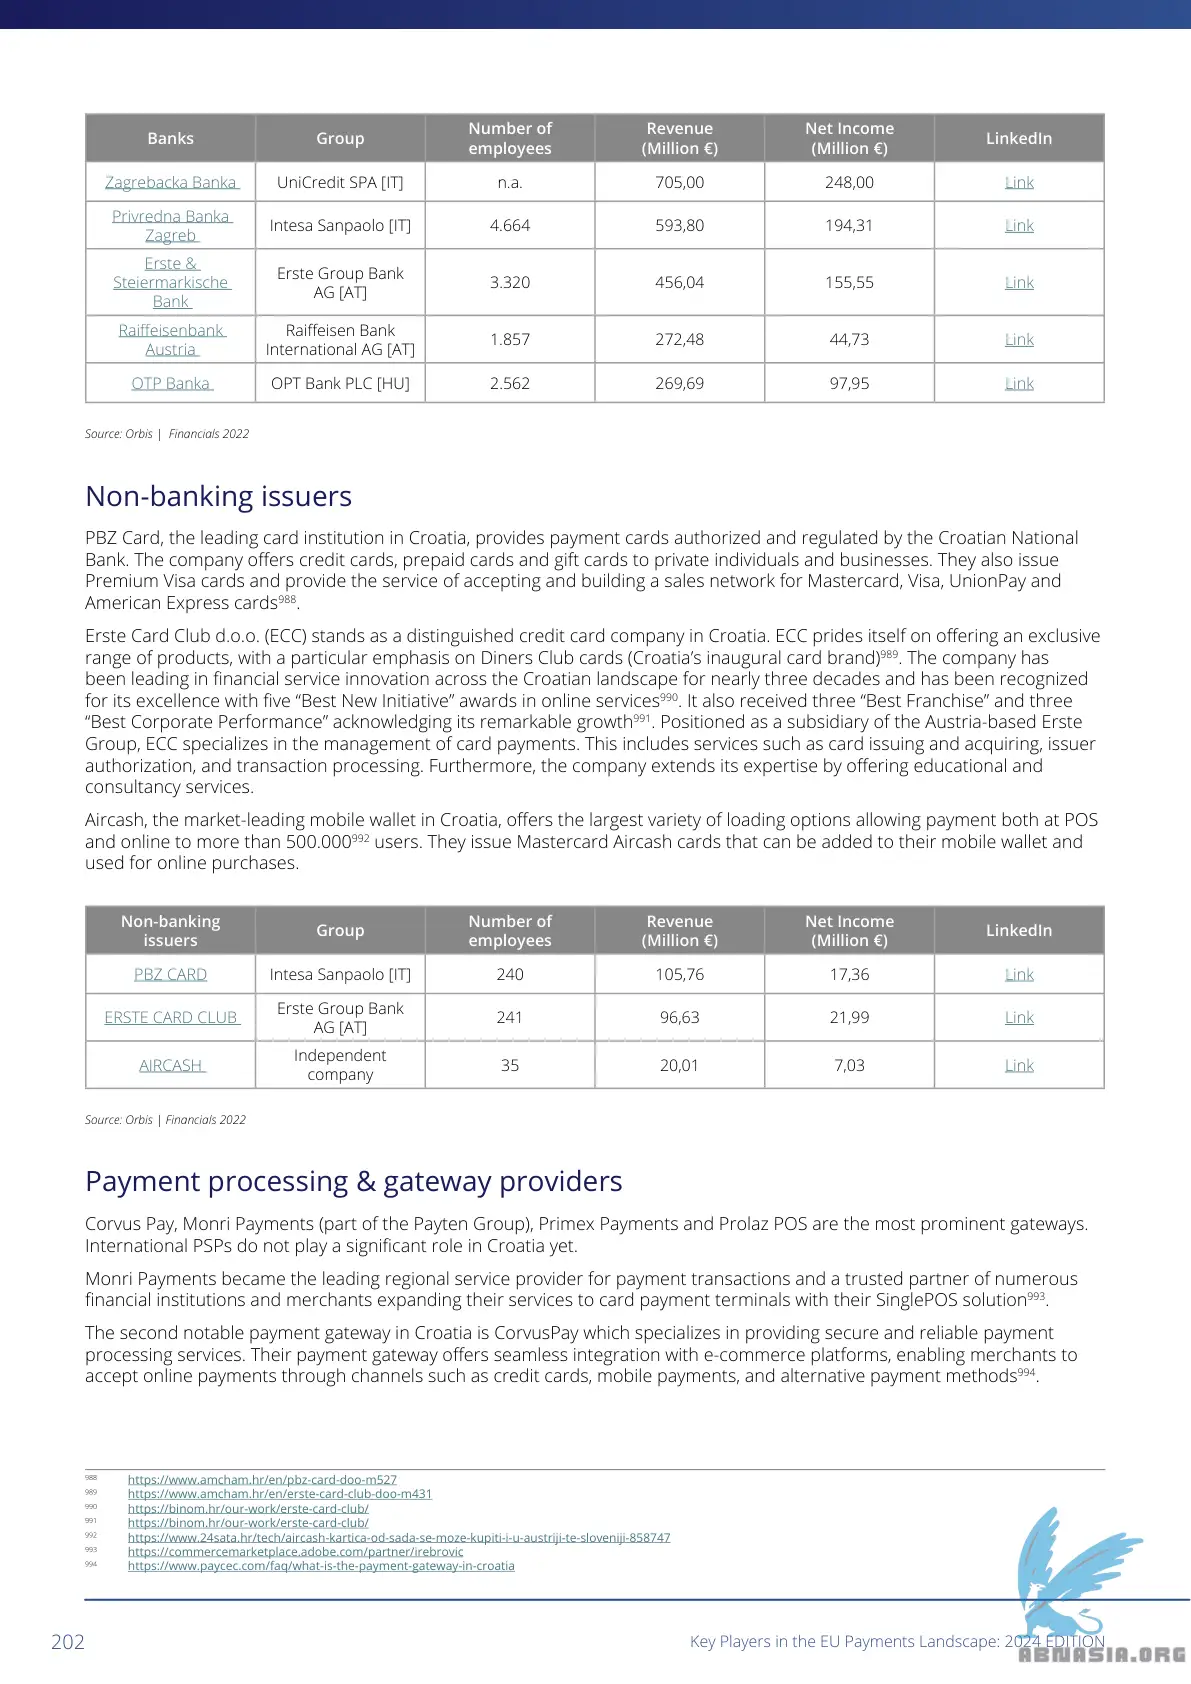 Banks Group Number of employees Revenue (Million €) Net Income (Million €) LinkedIn
Zagrebacka Banka UniCredit SPA [IT] n.a. 705,00 248,00 Link
Privredna Banka Zagreb Intesa Sanpaolo [IT] 4.664 593,80 194,31 Link
Erste & Steiermarkische Bank Erste Group Bank AG [AT] 3.320 456,04 155,55 Link
Raiffeisenbank Austria Raiffeisen Bank International AG [AT] 1.857 272,48 44,73 Link
OTP Banka OPT Bank PLC [HU] 2.562 269,69 97,95 Link
Source: Orbis | Financials 2022
Non-banking issuers
PBZ Card, the leading card institution in Croatia, provides payment cards authorized and regulated by the Croatian National
Bank. The company offers credit cards, prepaid cards and gift cards to private individuals and businesses. They also issue
Premium Visa cards and provide the service of accepting and building a sales network for Mastercard, Visa, UnionPay and
American Express cards988.
Erste Card Club d.o.o. (ECC) stands as a distinguished credit card company in Croatia. ECC prides itself on offering an exclusive
range of products, with a particular emphasis on Diners Club cards (Croatia’s inaugural card brand)989. The company has
been leading in financial service innovation across the Croatian landscape for nearly three decades and has been recognized
for its excellence with five “Best New Initiative” awards in online services990. It also received three “Best Franchise” and three
“Best Corporate Performance” acknowledging its remarkable growth991. Positioned as a subsidiary of the Austria-based Erste
Group, ECC specializes in the management of card payments. This includes services such as card issuing and acquiring, issuer
authorization, and transaction processing. Furthermore, the company extends its expertise by offering educational and
consultancy services.
Aircash, the market-leading mobile wallet in Croatia, offers the largest variety of loading options allowing payment both at POS
and online to more than 500.000992 users. They issue Mastercard Aircash cards that can be added to their mobile wallet and
used for online purchases.
Non-banking issuers Group Number of employees Revenue (Million €) Net Income (Million €) LinkedIn
PBZ CARD Intesa Sanpaolo [IT] 240 105,76 17,36 Link
ERSTE CARD CLUB Erste Group Bank AG [AT] 241 96,63 21,99 Link
AIRCASH Independent company 35 20,01 7,03 Link
Source: Orbis | Financials 2022
Payment processing & gateway providers
Corvus Pay, Monri Payments (part of the Payten Group), Primex Payments and Prolaz POS are the most prominent gateways.
International PSPs do not play a significant role in Croatia yet.
Monri Payments became the leading regional service provider for payment transactions and a trusted partner of numerous
financial institutions and merchants expanding their services to card payment terminals with their SinglePOS solution993.
The second notable payment gateway in Croatia is CorvusPay which specializes in providing secure and reliable payment
processing services. Their payment gateway offers seamless integration with e-commerce platforms, enabling merchants to
accept online payments through channels such as credit cards, mobile payments, and alternative payment methods994.
988 https://www.amcham.hr/en/pbz-card-doo-m527
989 https://www.amcham.hr/en/erste-card-club-doo-m431
990 https://binom.hr/our-work/erste-card-club/
991 https://binom.hr/our-work/erste-card-club/
992 https://www.24sata.hr/tech/aircash-kartica-od-sada-se-moze-kupiti-i-u-austriji-te-sloveniji-858747
993 https://commercemarketplace.adobe.com/partner/irebrovic
994 https://www.paycec.com/faq/what-is-the-payment-gateway-in-croatia
202 Key Players in the EU Payments Landscape: 2024 EDITION
ABNASIA.ORG